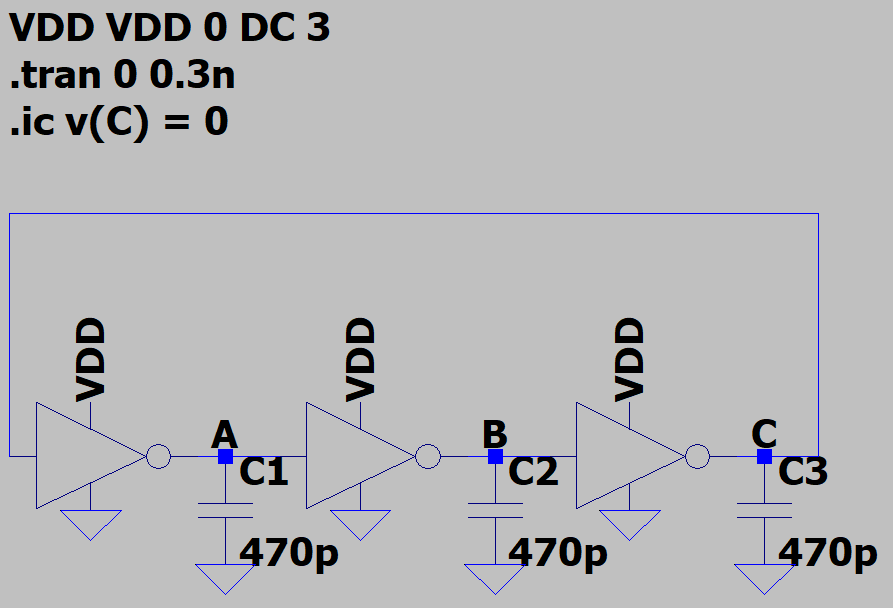 VDD VDD 0 DC 3
.tran 0 0.3n
.ic v(C) = 0
VDD
VDD
VDD
A
B
C
C1
C2
C3
470p
470p
470p